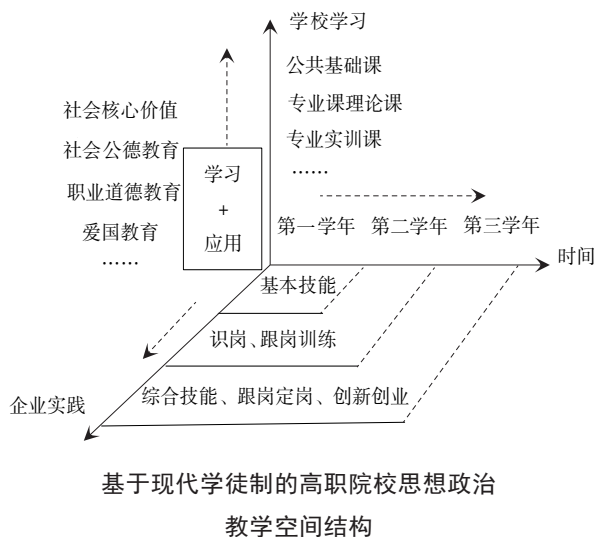 学校学习
公共基础课
专业课理论课
专业实训课
……
社会核心价值
社会公德教育
职业道德教育
爱国教育
……
学习
+
应用
第一学年 第二学年 第三学年
时间
基本技能
识岗、跟岗训练
综合技能、跟岗定岗、创新创业
企业实践
基于现代学徒制的高职院校思想政治
教学空间结构